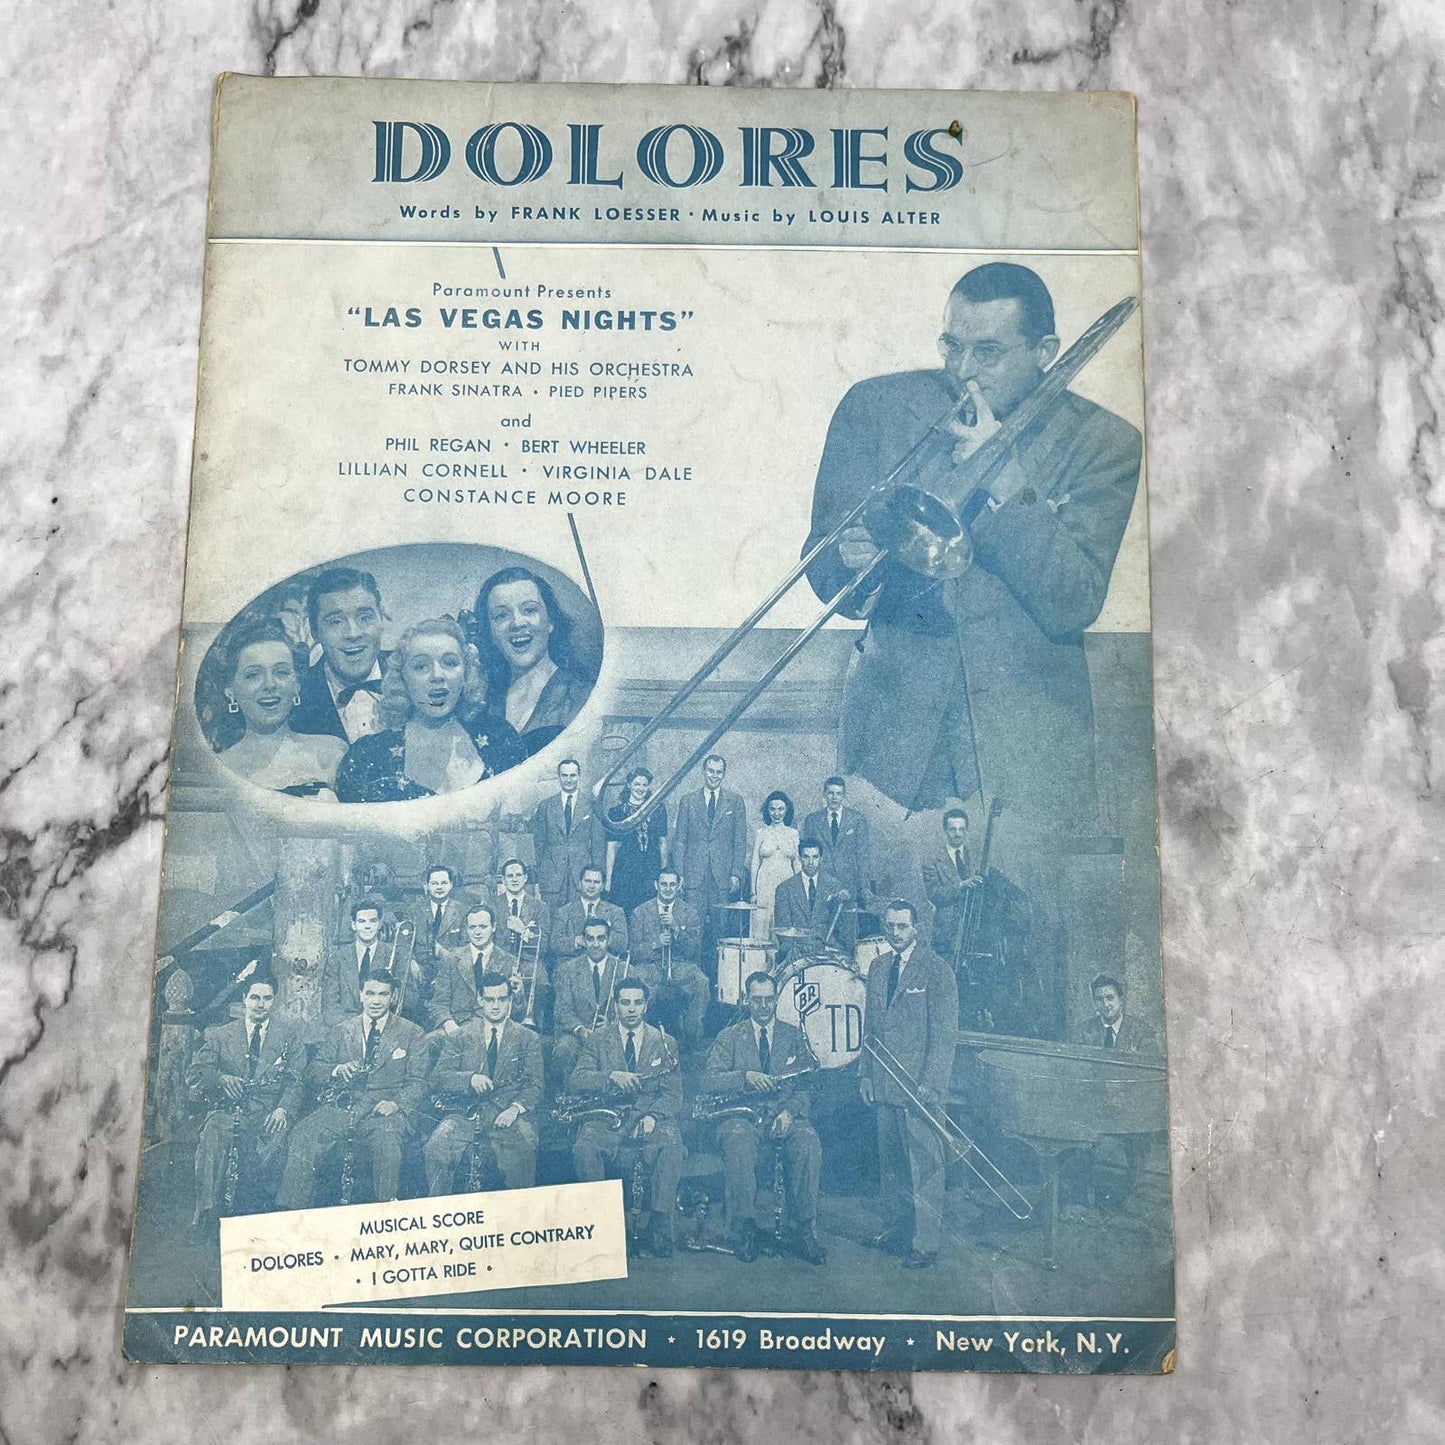 DOLORES
Words by FRANK LOESSER • Music by LOUIS ALTER
Paramount Presents
"LAS VEGAS NIGHTS"
WITH
TOMMY DORSEY AND HIS ORCHESTRA
FRANK SINATRA • PIED PIPERS
and
PHIL REGAN • BERT WHEELER
LILLIAN CORNELL • VIRGINIA DALE
CONSTANCE MOORE
BR
TD
MUSICAL SCORE
DOLORES • MARY, MARY, QUITE CONTRARY
• I GOTTA RIDE •
PARAMOUNT MUSIC CORPORATION ★ 1619 Broadway ★ New York, N.Y.